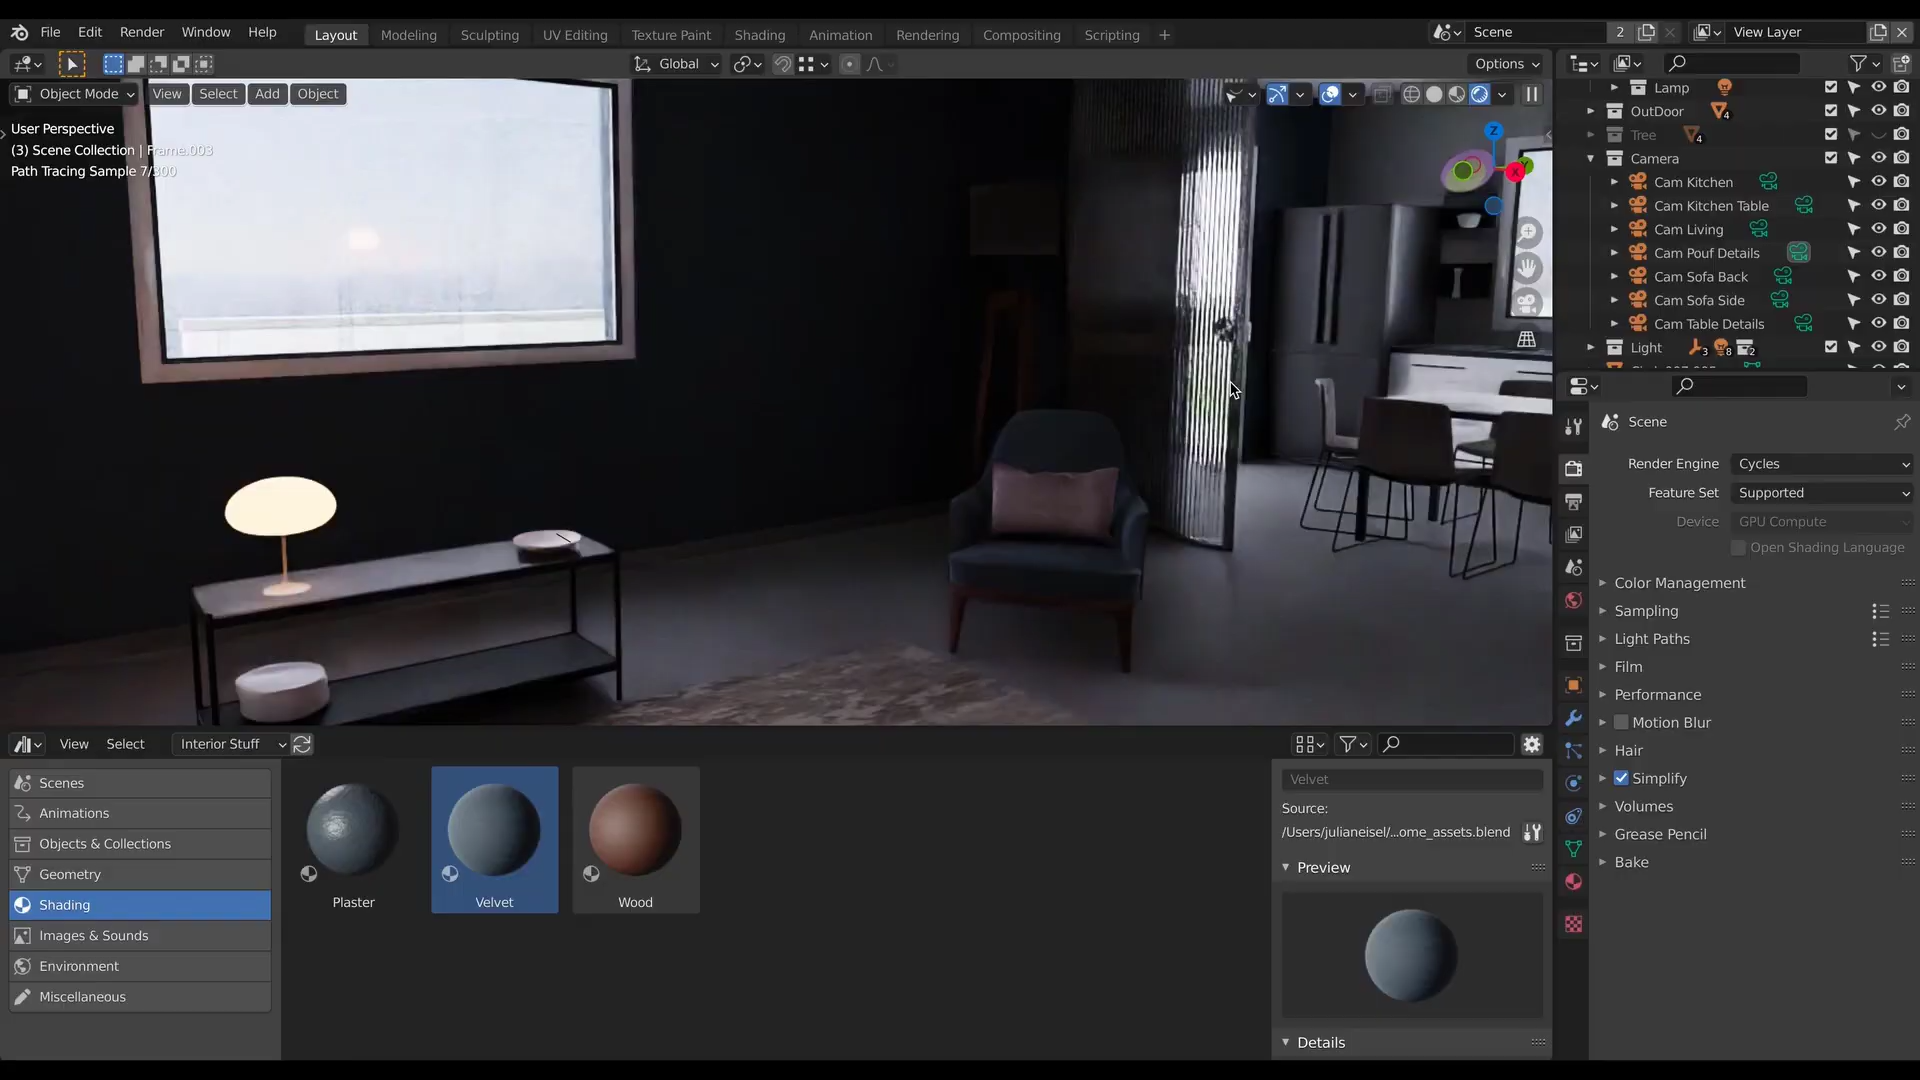 File Edit Render Window Help
Layout Modeling Sculpting UV Editing Texture Paint Shading Animation Rendering Compositing Scripting +
Scene 2 View Layer
Global Options
Object Mode View Select Add Object
User Perspective
(3) Scene Collection | Frame.003
Path Tracing Sample 7/300
Z
X
Lamp
OutDoor 4
Tree 4
Camera
Cam Kitchen
Cam Kitchen Table
Cam Living
Cam Pouf Details
Cam Sofa Back
Cam Sofa Side
Cam Table Details
Light 3 8 2
Scene
Render Engine Cycles
Feature Set Supported
Device GPU Compute
Open Shading Language
Color Management
Sampling
Light Paths
Film
Performance
Motion Blur
Hair
Simplify
Volumes
Grease Pencil
Bake
View Select Interior Stuff
Scenes
Animations
Objects & Collections
Geometry
Shading
Images & Sounds
Environment
Miscellaneous
Plaster
Velvet
Wood
Velvet
Source:
/Users/julianeisel/...ome_assets.blend
Preview
Details